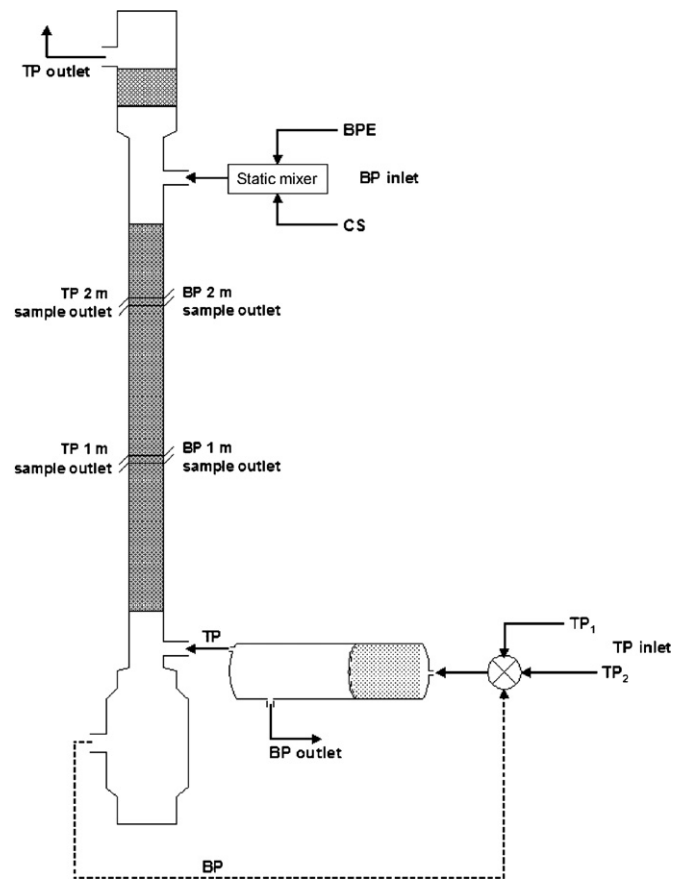 TP outlet
BPE
Static mixer
BP inlet
CS
TP 2 m
sample outlet
BP 2 m
sample outlet
TP 1 m
sample outlet
BP 1 m
sample outlet
TP
TP₁
TP inlet
TP₂
BP outlet
BP